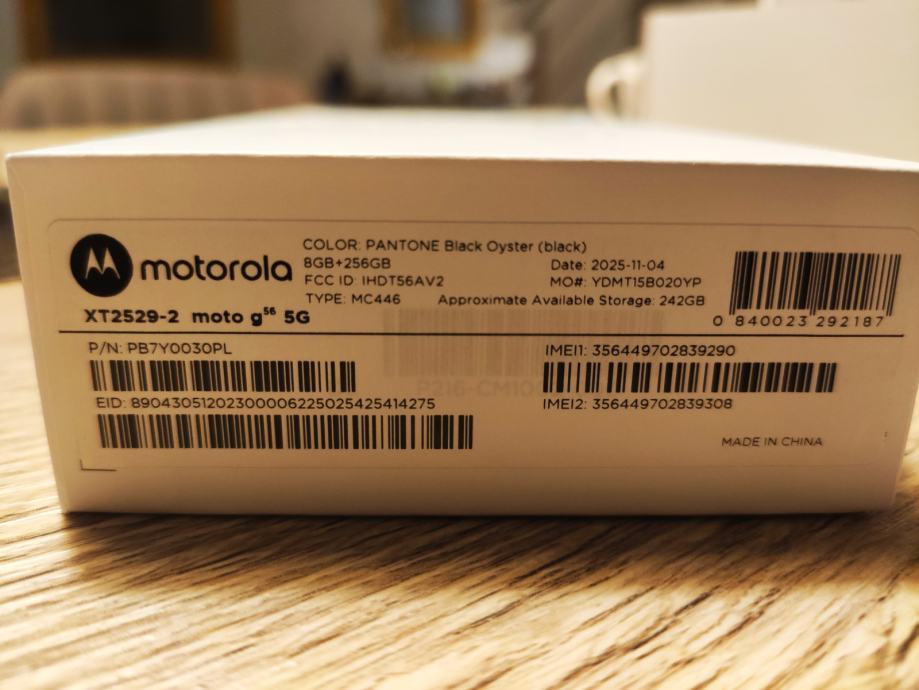 motorola
XT2529-2 moto g⁵⁶ 5G
COLOR: PANTONE Black Oyster (black)
8GB+256GB
Date: 2025-11-04
FCC ID: IHDT56AV2
MO#: YDMT15B020YP
TYPE: MC446
Approximate Available Storage: 242GB
0 840023 292187
P/N: PB7Y0030PL
IMEI1: 356449702839290
EID: 89043051202300006225025425414275
IMEI2: 356449702839308
MADE IN CHINA